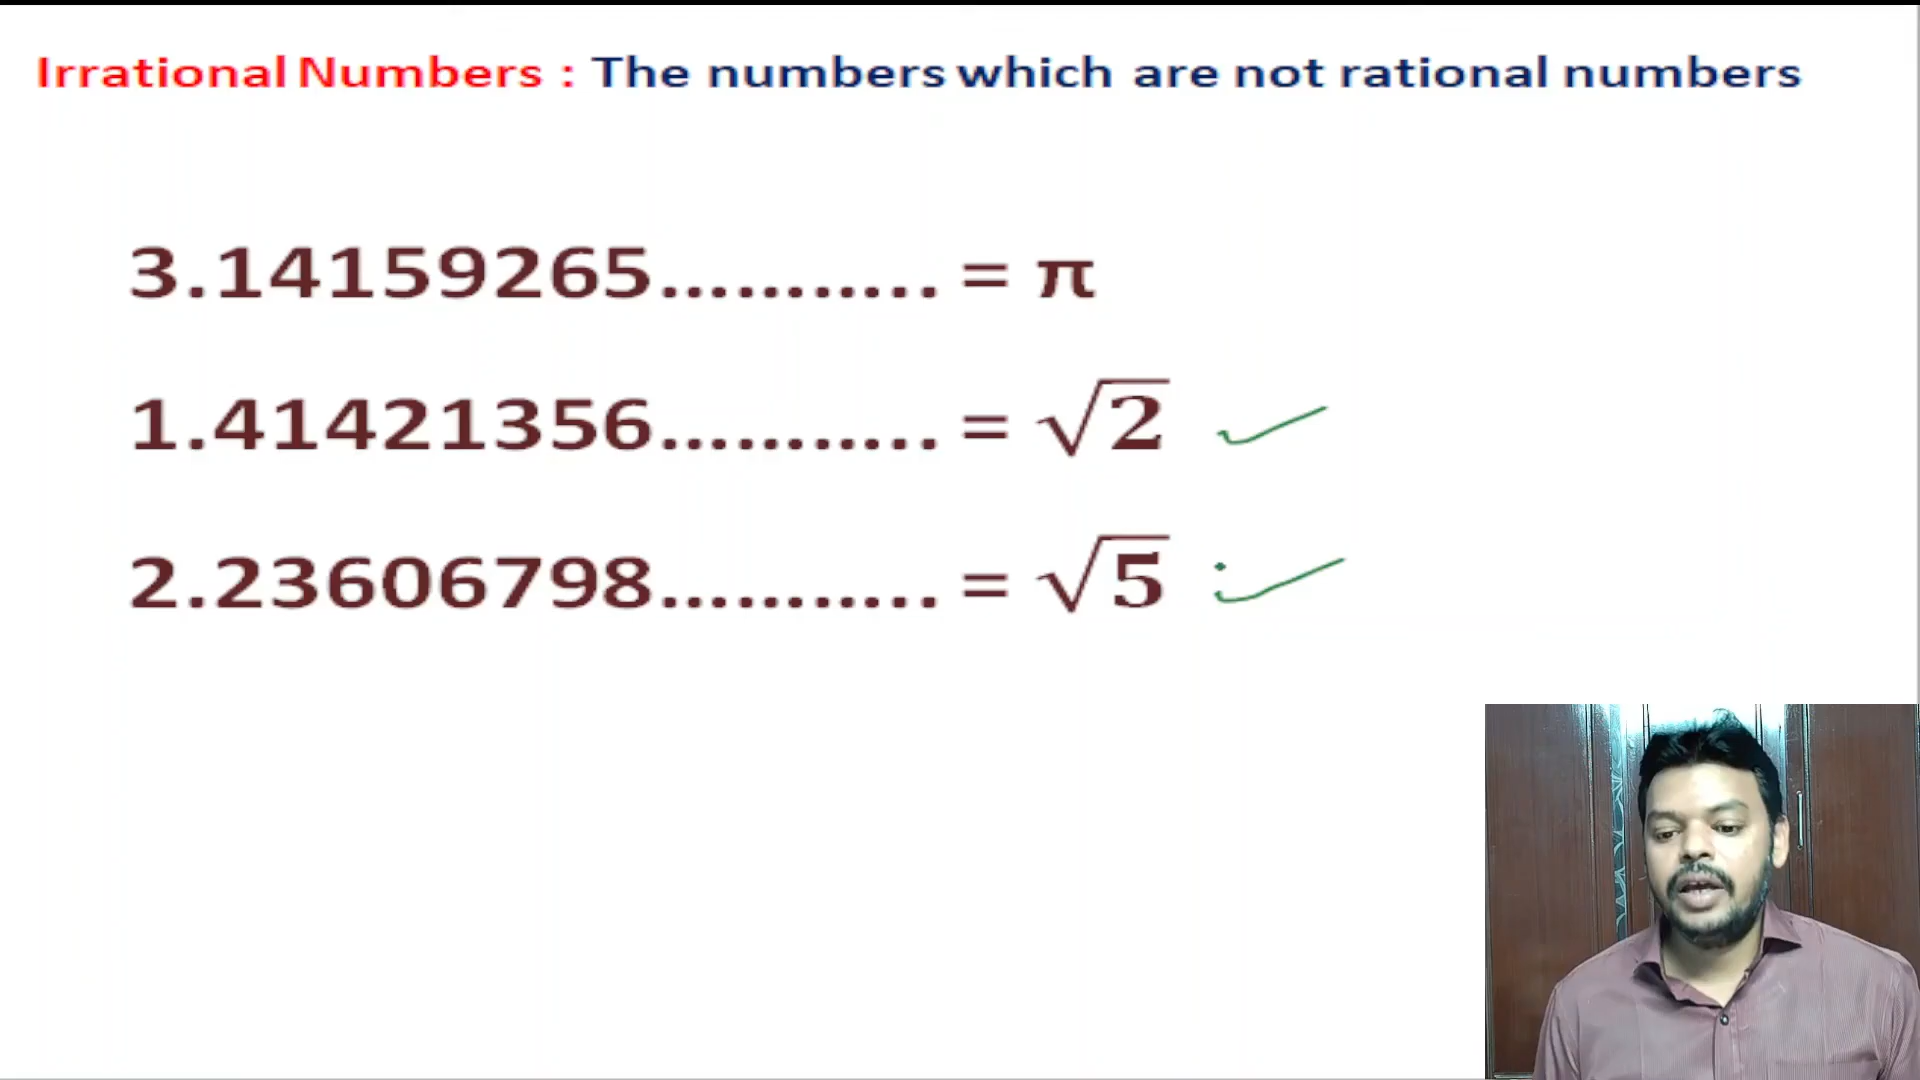 Irrational Numbers : The numbers which are not rational numbers
3.14159265........... = π
1.41421356........... = √2
2.23606798........... = √5